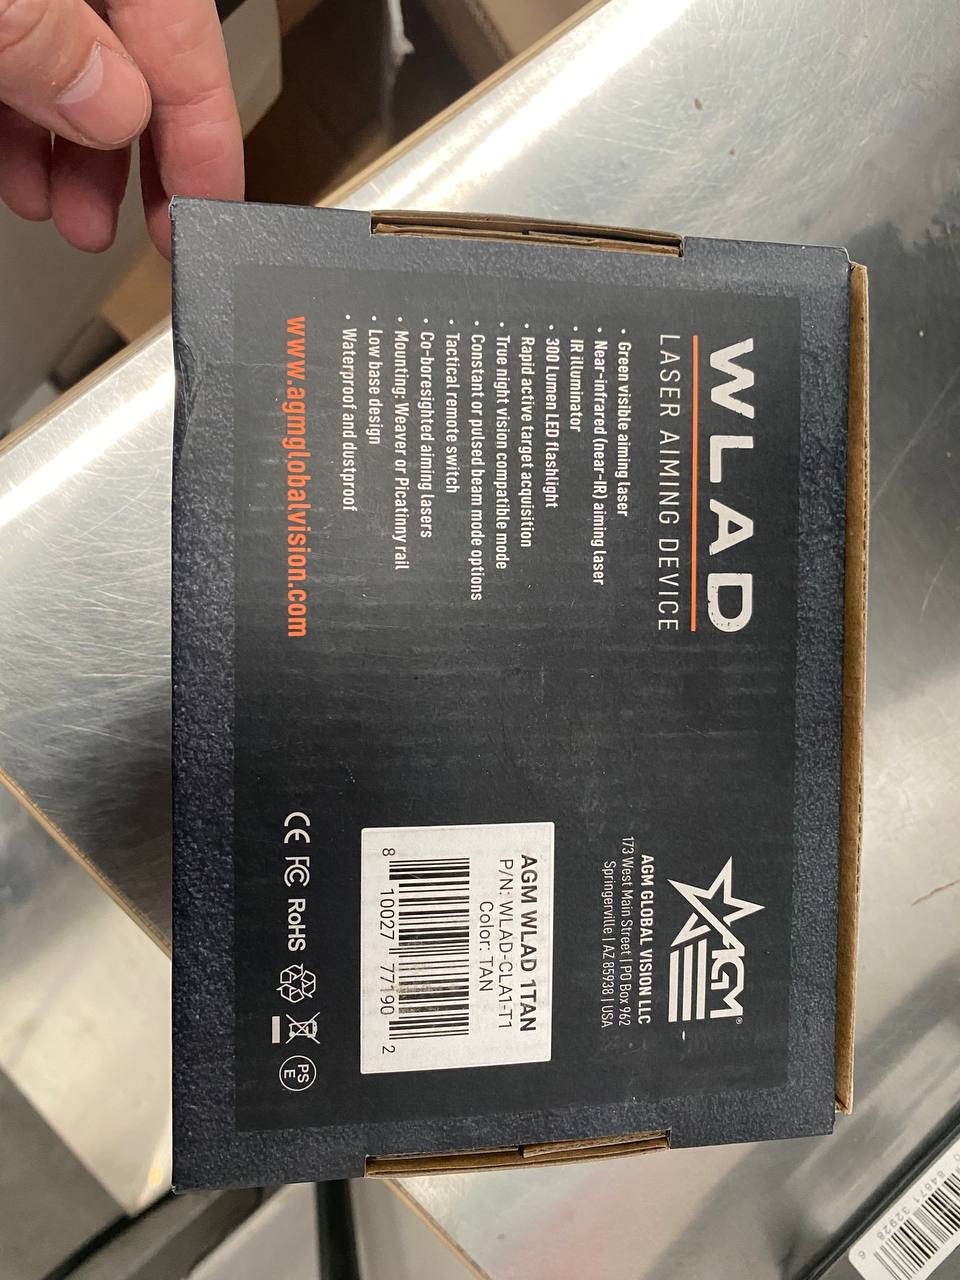 WLAD
LASER AIMING DEVICE
• Green visible aiming laser
• Near-infrared (near-IR) aiming laser
• IR illuminator
• 300 Lumen LED flashlight
• Rapid active target acquisition
• True night vision compatible mode
• Constant or pulsed beam mode options
• Tactical remote switch
• Co-boresighted aiming lasers
• Mounting: Weaver or Picatinny rail
• Low base design
• Waterproof and dustproof
www.agmglobalvision.com
AGM®
AGM GLOBAL VISION LLC
173 West Main Street | PO Box 962
Springerville | AZ 85938 | USA
AGM WLAD 1TAN
P/N: WLAD-CLA1-T1
Color: TAN
8 10027 77190 2
CE FC RoHS PS E
84871 32928 6